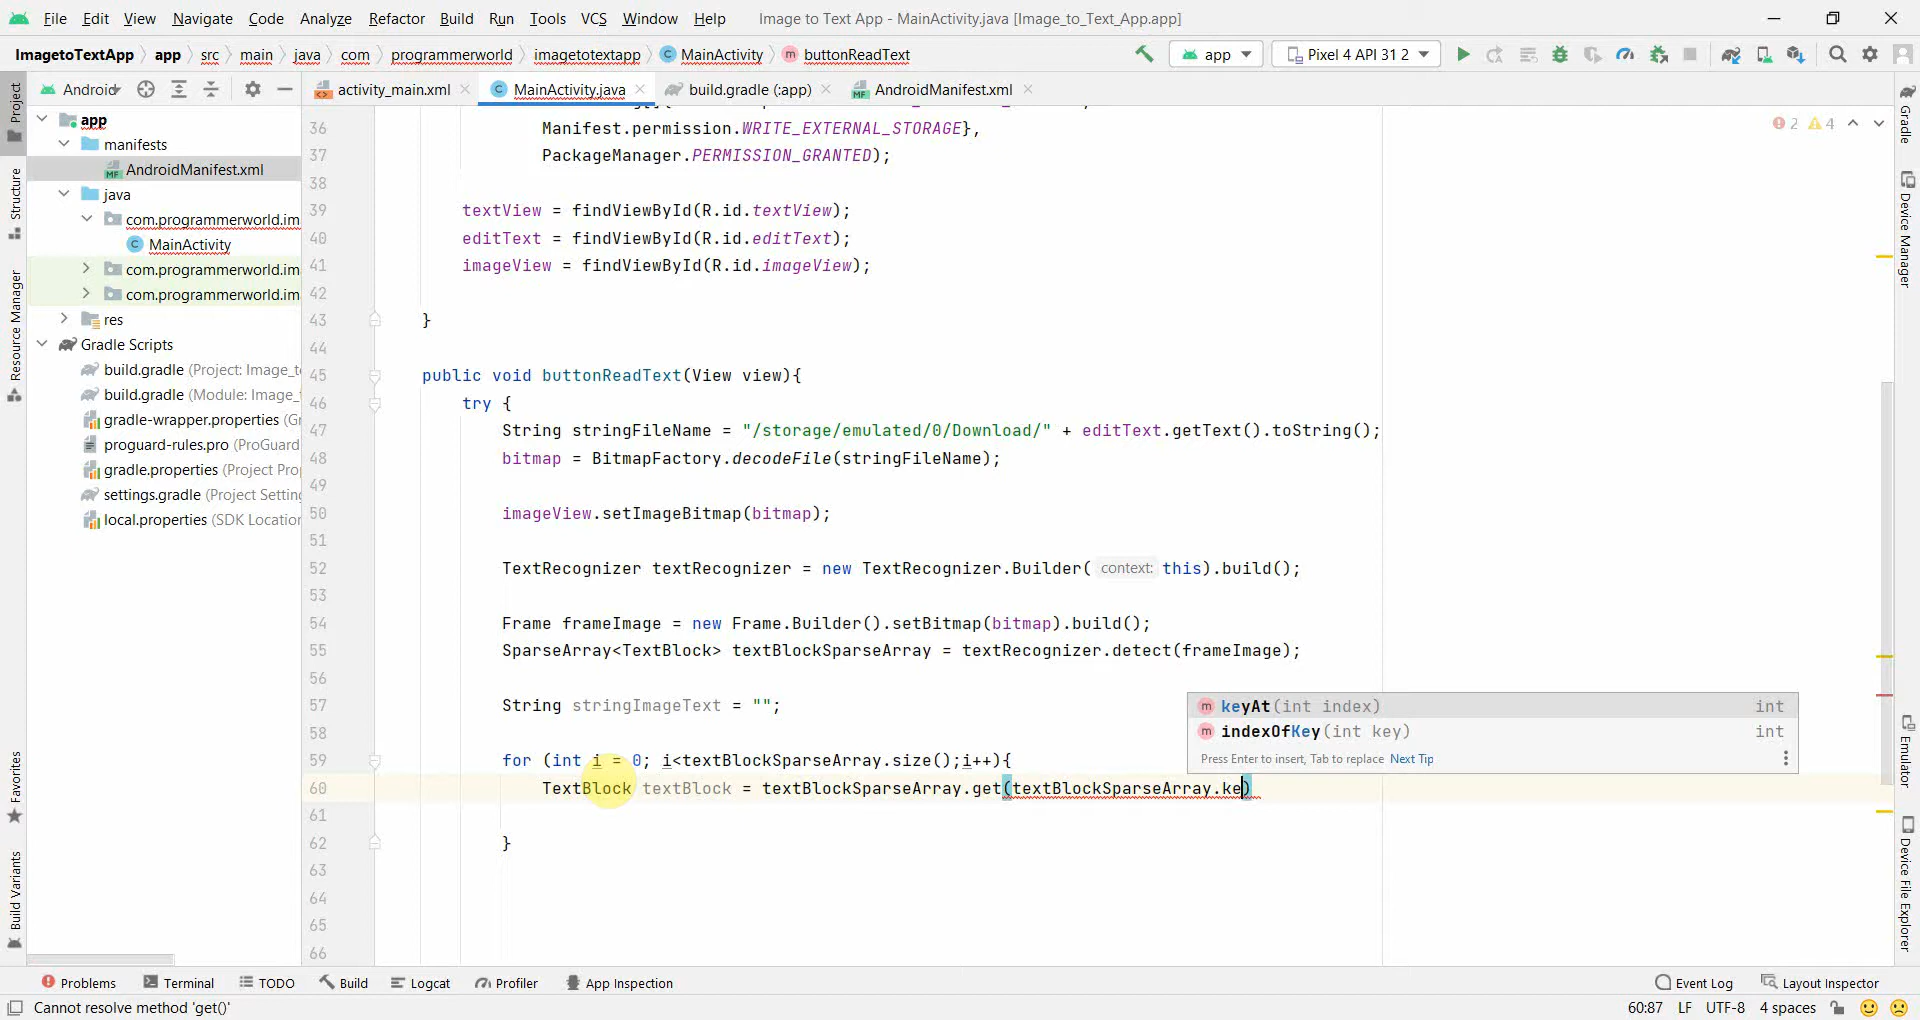 File Edit View Navigate Code Analyze Refactor Build Run Tools VCS Window Help Image to Text App - MainActivity.java [Image_to_Text_App.app]
ImagetoTextApp app src main java com programmerworld imagetotextapp MainActivity buttonReadText app Pixel 4 API 31 2
Android activity_main.xml MainActivity.java build.gradle (:app) AndroidManifest.xml
Project
Structure
Resource Manager
Favorites
Build Variants
app
manifests
AndroidManifest.xml
java
com.programmerworld.im
MainActivity
com.programmerworld.im
com.programmerworld.im
res
Gradle Scripts
build.gradle (Project: Image_t
build.gradle (Module: Image_
gradle-wrapper.properties (Gr
proguard-rules.pro (ProGuard
gradle.properties (Project Pro
settings.gradle (Project Setting
local.properties (SDK Location
2 4
36 Manifest.permission.WRITE_EXTERNAL_STORAGE},
37 PackageManager.PERMISSION_GRANTED);
38
39 textView = findViewById(R.id.textView);
40 editText = findViewById(R.id.editText);
41 imageView = findViewById(R.id.imageView);
42
43 }
44
45 public void buttonReadText(View view){
46 try {
47 String stringFileName = "/storage/emulated/0/Download/" + editText.getText().toString();
48 bitmap = BitmapFactory.decodeFile(stringFileName);
49
50 imageView.setImageBitmap(bitmap);
51
52 TextRecognizer textRecognizer = new TextRecognizer.Builder( context: this).build();
53
54 Frame frameImage = new Frame.Builder().setBitmap(bitmap).build();
55 SparseArray<TextBlock> textBlockSparseArray = textRecognizer.detect(frameImage);
56
57 String stringImageText = "";
58
59 for (int i = 0; i<textBlockSparseArray.size();i++){
60 TextBlock textBlock = textBlockSparseArray.get(textBlockSparseArray.ke)
61
62 }
63
64
65
66
keyAt(int index) int
indexOfKey(int key) int
Press Enter to insert, Tab to replace Next Tip
Gradle
Device Manager
Emulator
Device File Explorer
Problems Terminal TODO Build Logcat Profiler App Inspection Event Log Layout Inspector
Cannot resolve method 'get()' 60:87 LF UTF-8 4 spaces